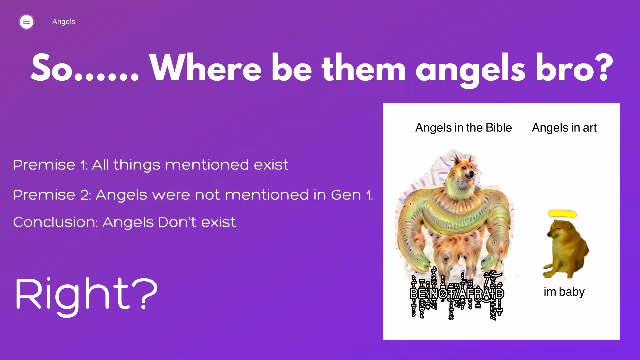 Angels
So...... Where be them angels bro?
Angels in the Bible
Angels in art
Premise 1: All things mentioned exist
Premise 2: Angels were not mentioned in Gen 1.
Conclusion: Angels Don't exist
Right?
BE NOT AFRAID
im baby